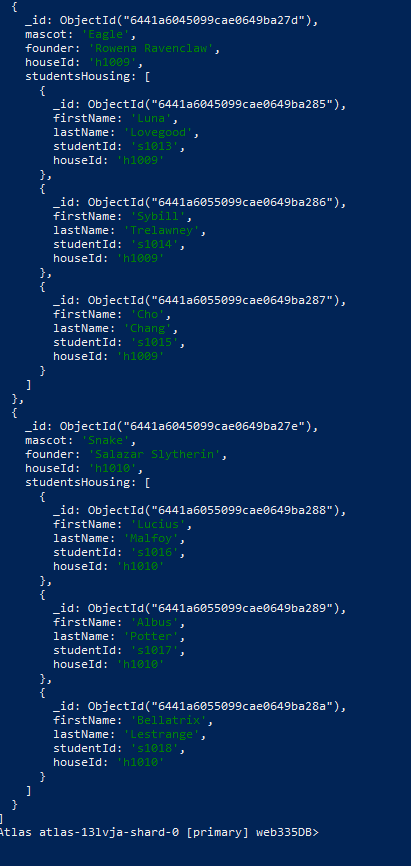 {
_id: ObjectId("6441a6045099cae0649ba27d"),
mascot: 'Eagle',
founder: 'Rowena Ravenclaw',
houseId: 'h1009',
studentsHousing: [
{
_id: ObjectId("6441a6045099cae0649ba285"),
firstName: 'Luna',
lastName: 'Lovegood',
studentId: 's1013',
houseId: 'h1009'
},
{
_id: ObjectId("6441a6055099cae0649ba286"),
firstName: 'Sybill',
lastName: 'Trelawney',
studentId: 's1014',
houseId: 'h1009'
},
{
_id: ObjectId("6441a6055099cae0649ba287"),
firstName: 'Cho',
lastName: 'Chang',
studentId: 's1015',
houseId: 'h1009'
}
]
},
{
_id: ObjectId("6441a6045099cae0649ba27e"),
mascot: 'Snake',
founder: 'Salazar Slytherin',
houseId: 'h1010',
studentsHousing: [
{
_id: ObjectId("6441a6055099cae0649ba288"),
firstName: 'Lucius',
lastName: 'Malfoy',
studentId: 's1016',
houseId: 'h1010'
},
{
_id: ObjectId("6441a6055099cae0649ba289"),
firstName: 'Albus',
lastName: 'Potter',
studentId: 's1017',
houseId: 'h1010'
},
{
_id: ObjectId("6441a6055099cae0649ba28a"),
firstName: 'Bellatrix',
lastName: 'Lestrange',
studentId: 's1018',
houseId: 'h1010'
}
]
}
]
Atlas atlas-13lvja-shard-0 [primary] web335DB>